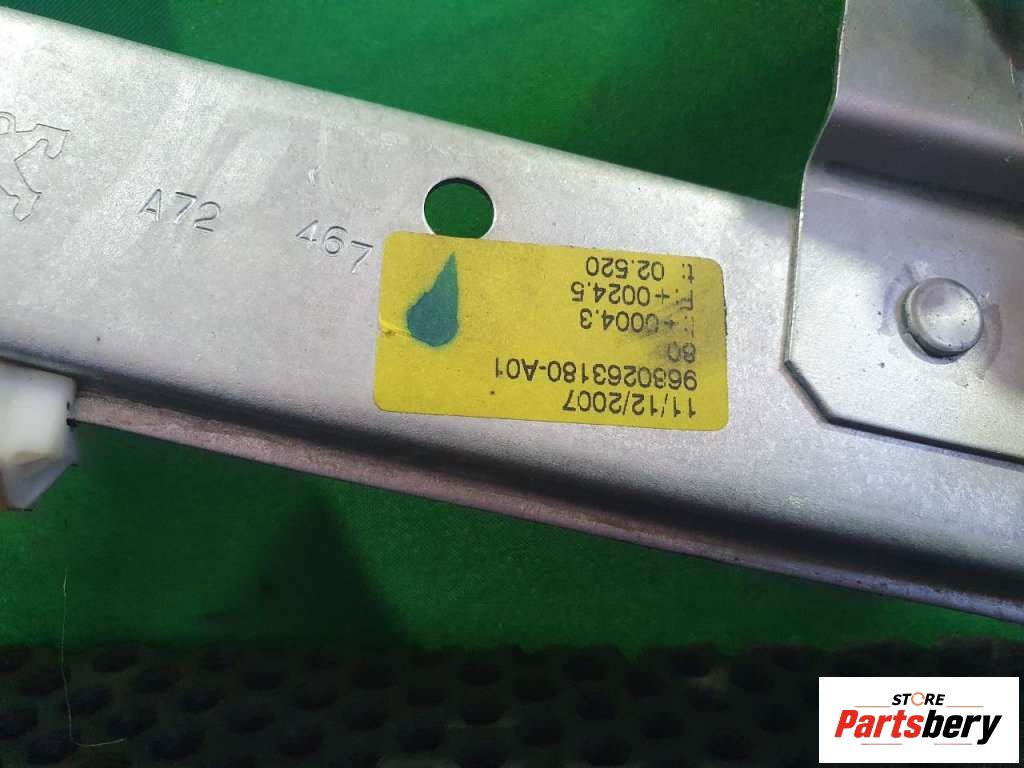 A72 467
11/12/2007
9680263180-A01
80
+0004.3
T:+0024.5
t: 02.520
STORE
Partsbery